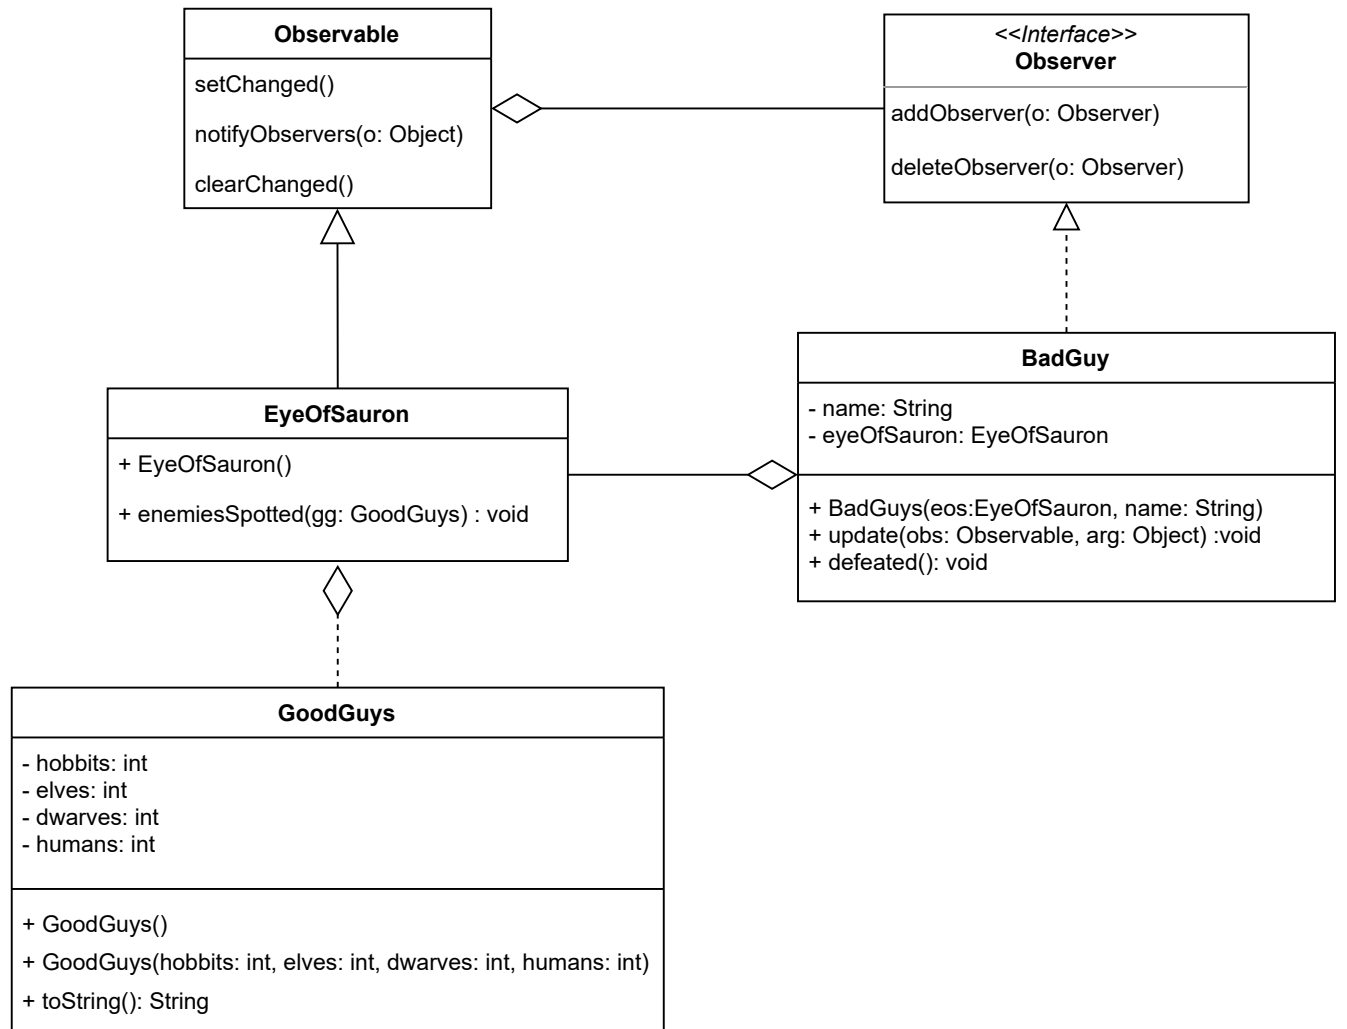 Observable
setChanged()
notifyObservers(o: Object)
clearChanged()
<<Interface>>
Observer
addObserver(o: Observer)
deleteObserver(o: Observer)
EyeOfSauron
+ EyeOfSauron()
+ enemiesSpotted(gg: GoodGuys) : void
BadGuy
- name: String
- eyeOfSauron: EyeOfSauron
+ BadGuys(eos:EyeOfSauron, name: String)
+ update(obs: Observable, arg: Object) :void
+ defeated(): void
GoodGuys
- hobbits: int
- elves: int
- dwarves: int
- humans: int
+ GoodGuys()
+ GoodGuys(hobbits: int, elves: int, dwarves: int, humans: int)
+ toString(): String